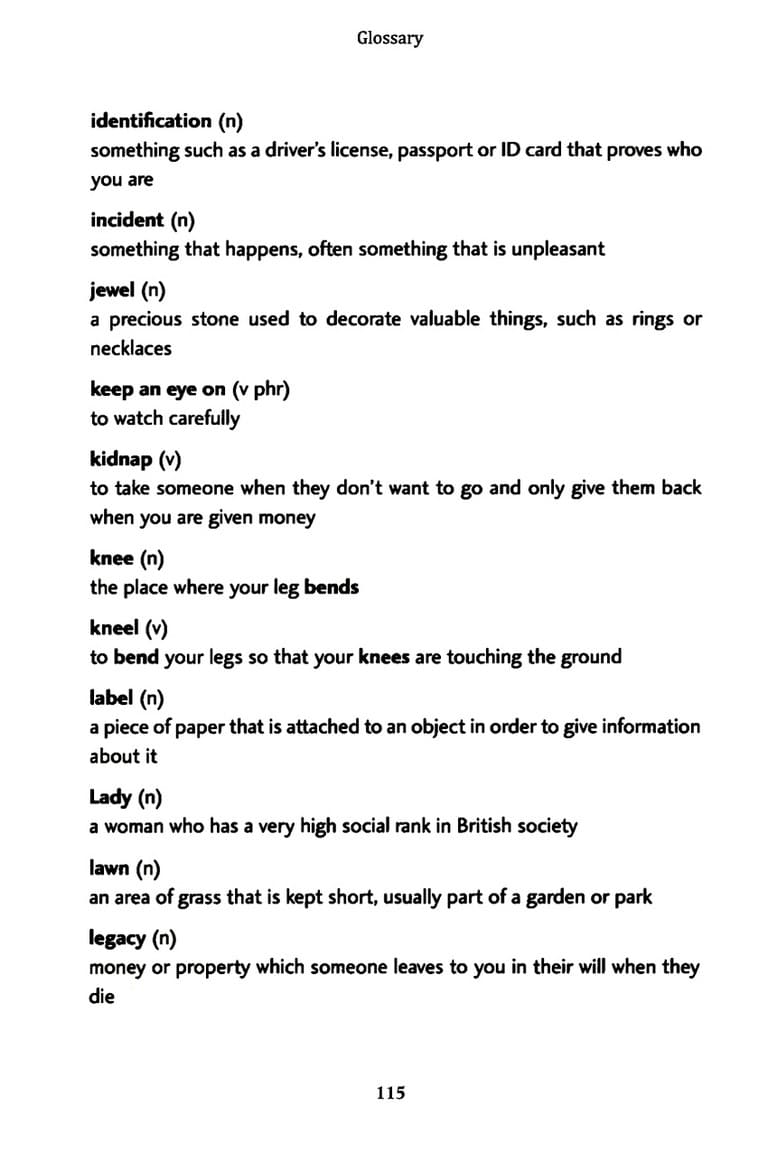 Glossary
identification (n)
something such as a driver's license, passport or ID card that proves who
you are
incident (n)
something that happens, often something that is unpleasant
jewel (n)
a precious stone used to decorate valuable things, such as rings or
necklaces
keep an eye on (v phr)
to watch carefully
kidnap (v)
to take someone when they don't want to go and only give them back
when you are given money
knee (n)
the place where your leg bends
kneel (v)
to bend your legs so that your knees are touching the ground
label (n)
a piece of paper that is attached to an object in order to give information
about it
Lady (n)
a woman who has a very high social rank in British society
lawn (n)
an area of grass that is kept short, usually part of a garden or park
legacy (n)
money or property which someone leaves to you in their will when they
die
115